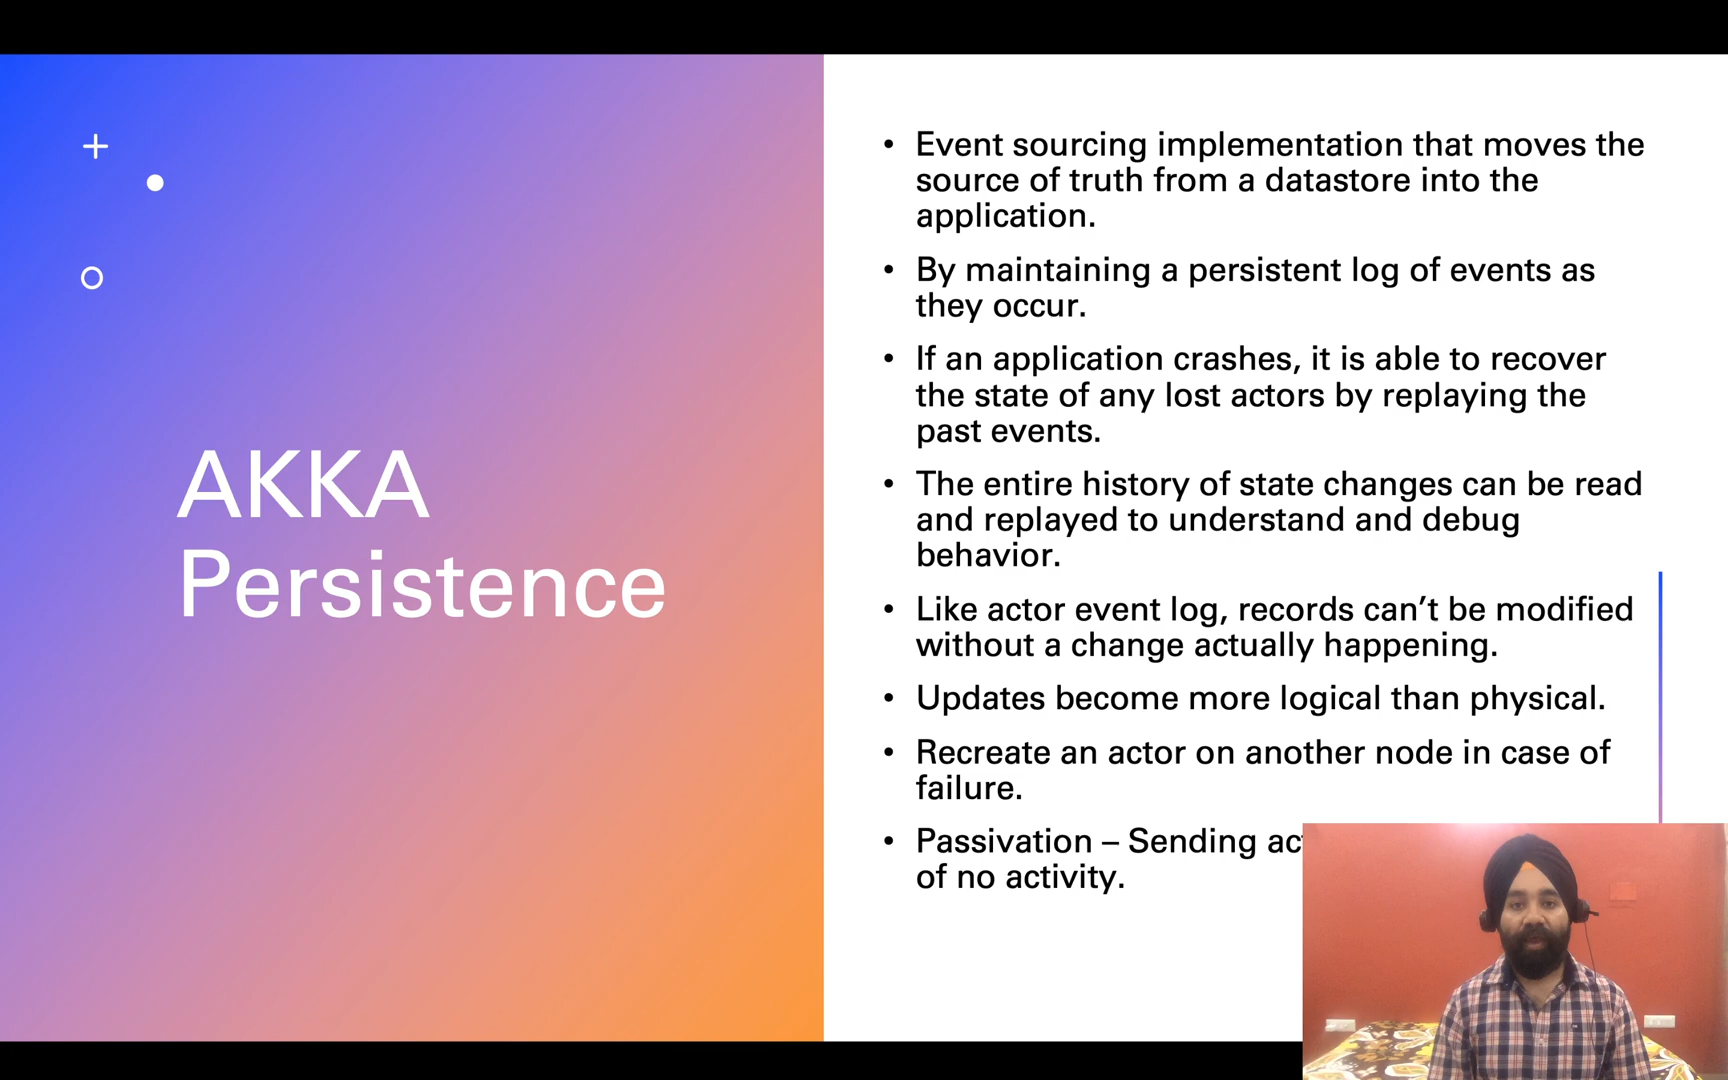 AKKA
Persistence
• Event sourcing implementation that moves the
source of truth from a datastore into the
application.
• By maintaining a persistent log of events as
they occur.
• If an application crashes, it is able to recover
the state of any lost actors by replaying the
past events.
• The entire history of state changes can be read
and replayed to understand and debug
behavior.
• Like actor event log, records can’t be modified
without a change actually happening.
• Updates become more logical than physical.
• Recreate an actor on another node in case of
failure.
• Passivation – Sending
of no activity.